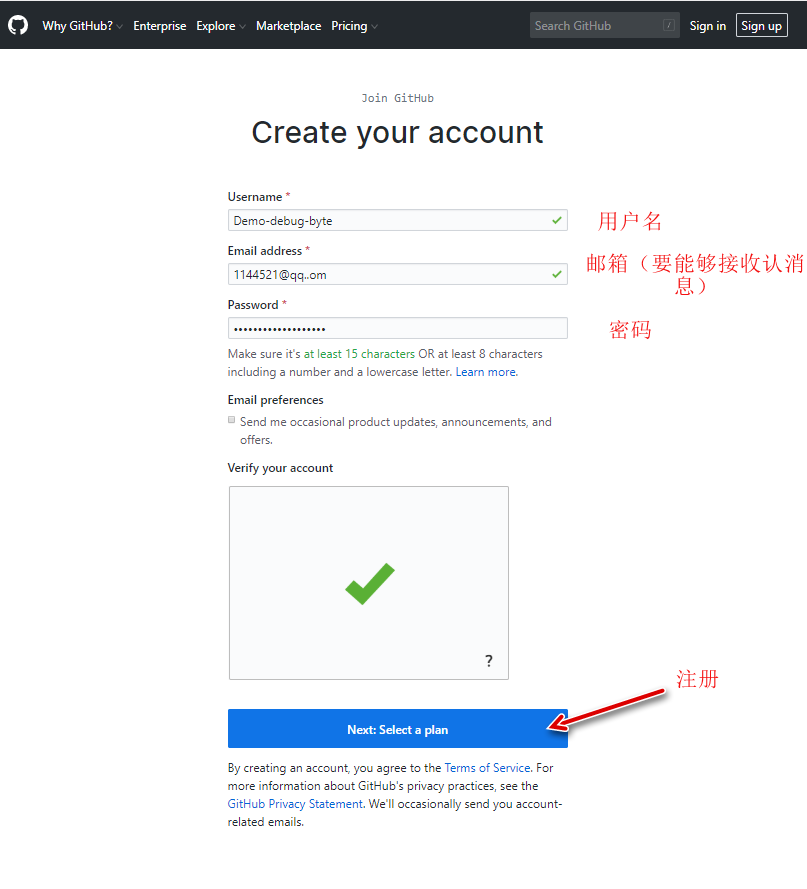 Why GitHub? Enterprise Explore Marketplace Pricing Search GitHub / Sign in Sign up
Join GitHub
Create your account
Username *
Demo-debug-byte
用户名
Email address *
1144521@qq..om
邮箱（要能够接收认消
息）
Password *
•••••••••••••••••••
密码
Make sure it's at least 15 characters OR at least 8 characters
including a number and a lowercase letter. Learn more.
Email preferences
Send me occasional product updates, announcements, and
offers.
Verify your account
?
注册
Next: Select a plan
By creating an account, you agree to the Terms of Service. For
more information about GitHub's privacy practices, see the
GitHub Privacy Statement. We'll occasionally send you account-
related emails.